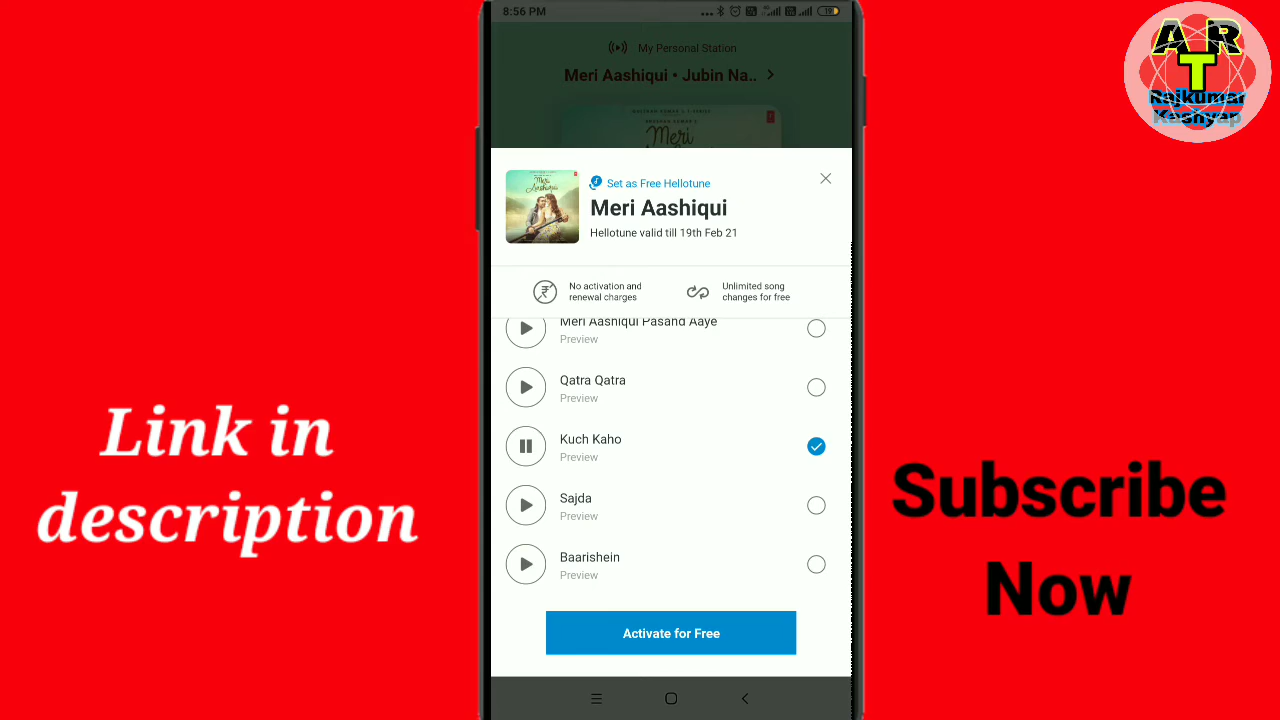 8:56 PM
19
My Personal Station
Meri Aashiqui • Jubin Na..
Meri
Set as Free Hellotune
Meri Aashiqui
Hellotune valid till 19th Feb 21
No activation and
renewal charges
Unlimited song
changes for free
Meri Aashiqui Pasand Aaye
Preview
Qatra Qatra
Preview
Kuch Kaho
Preview
Sajda
Preview
Baarishein
Preview
Activate for Free
Link in
description
Subscribe
Now
ART
Rajkumar
Kashyap